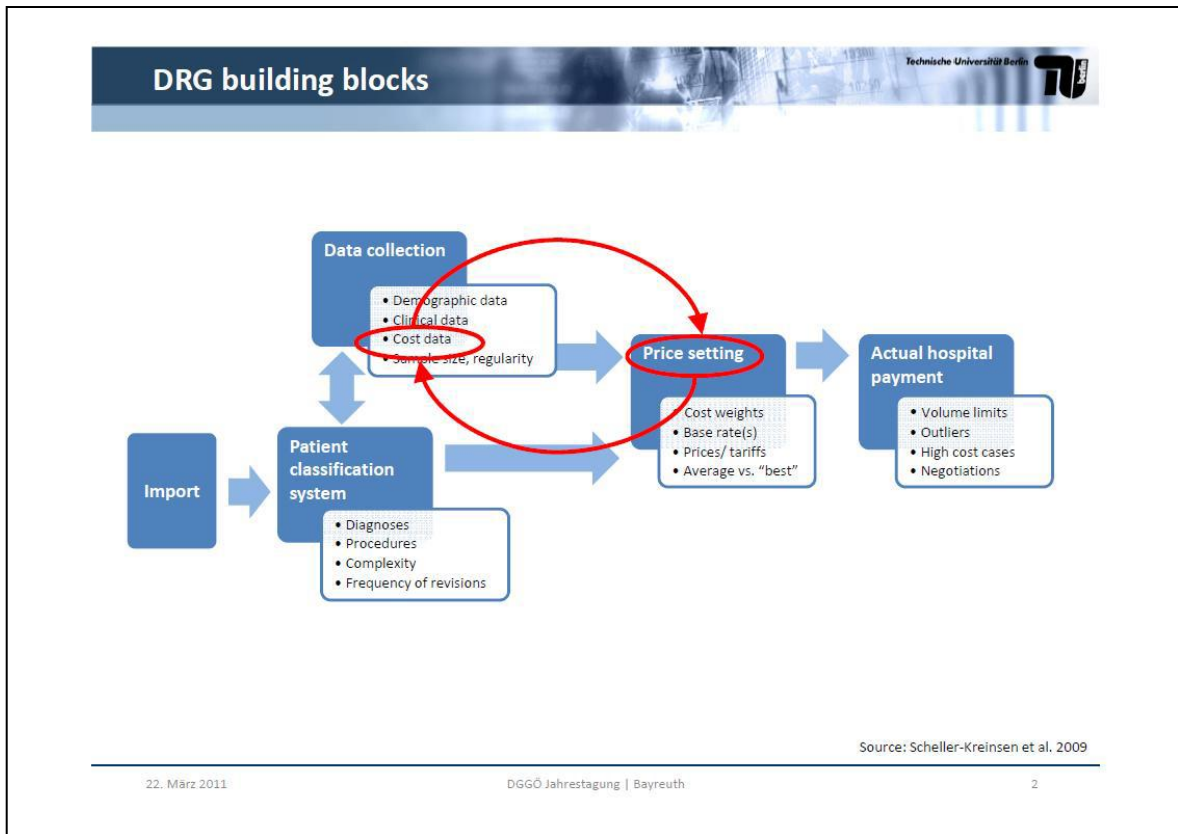 DRG building blocks
Technische Universität Berlin
berlin
Data collection
• Demographic data
• Clinical data
• Cost data
• Sample size, regularity
Price setting
• Cost weights
• Base rate(s)
• Prices/ tariffs
• Average vs. “best”
Actual hospital
payment
• Volume limits
• Outliers
• High cost cases
• Negotiations
Import
Patient
classification
system
• Diagnoses
• Procedures
• Complexity
• Frequency of revisions
Source: Scheller-Kreinsen et al. 2009
22. März 2011
DGGÖ Jahrestagung | Bayreuth
2